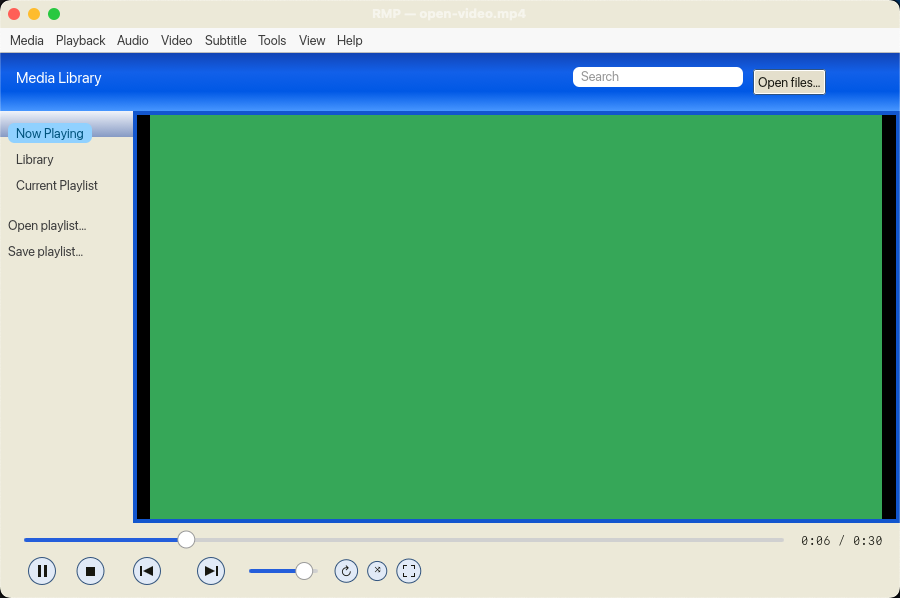 RMP — open-video.mp4
Media Playback Audio Video Subtitle Tools View Help
Media Library
Search
Open files...
Now Playing
Library
Current Playlist
Open playlist...
Save playlist...
0:06 / 0:30